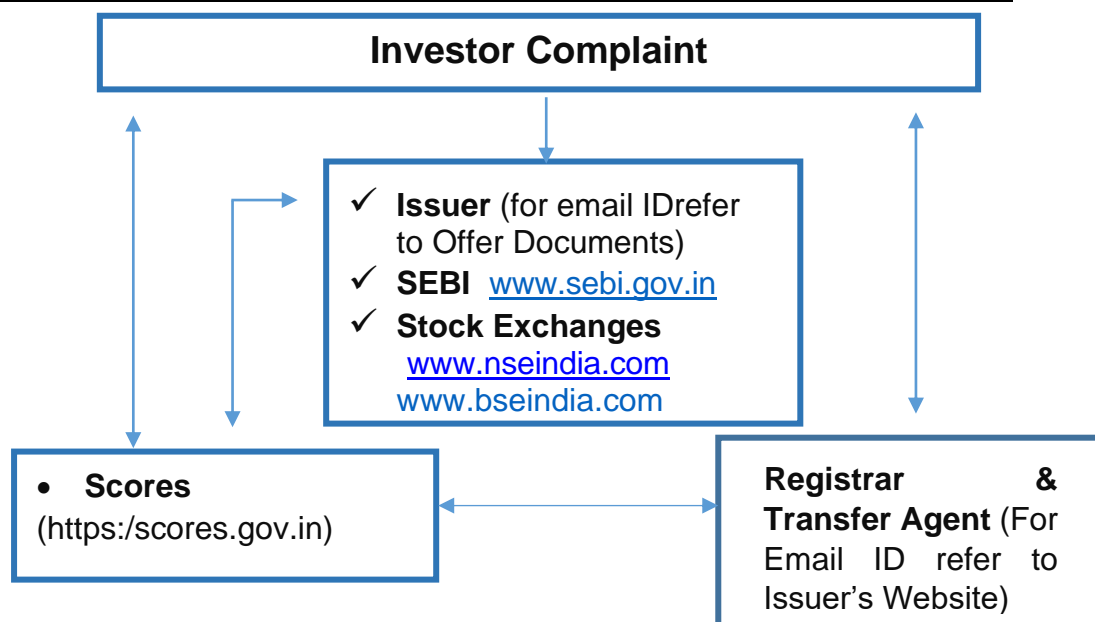 Investor Complaint
✓ Issuer (for email IDrefer
to Offer Documents)
✓ SEBI www.sebi.gov.in
✓ Stock Exchanges
www.nseindia.com
www.bseindia.com
• Scores
(https:/scores.gov.in)
Registrar &
Transfer Agent (For
Email ID refer to
Issuer’s Website)